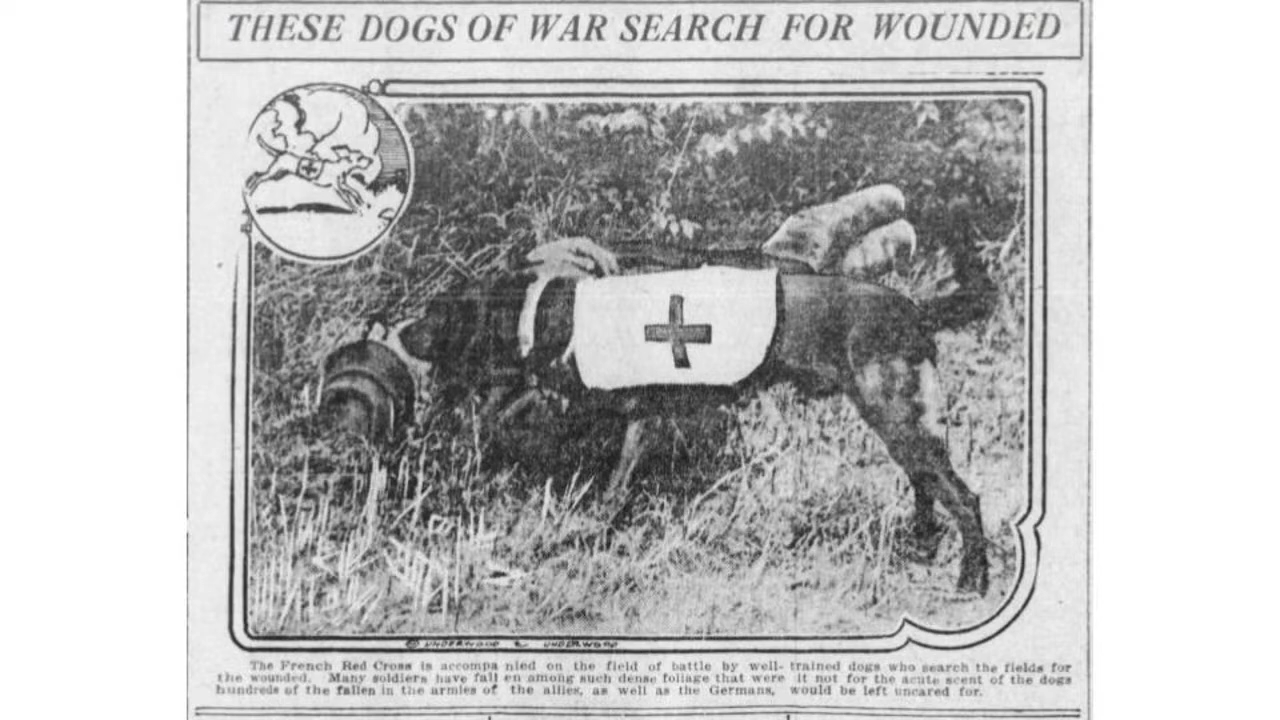 THESE DOGS OF WAR SEARCH FOR WOUNDED
© UNDERWOOD & UNDERWOOD
The French Red Cross is accompa nied on the field of battle by well- trained dogs who search the fields for
the wounded. Many soldiers have fall en among such dense foliage that were it not for the acute scent of the dogs
hundreds of the fallen in the armies of the allies, as well as the Germans, would be left uncared for.